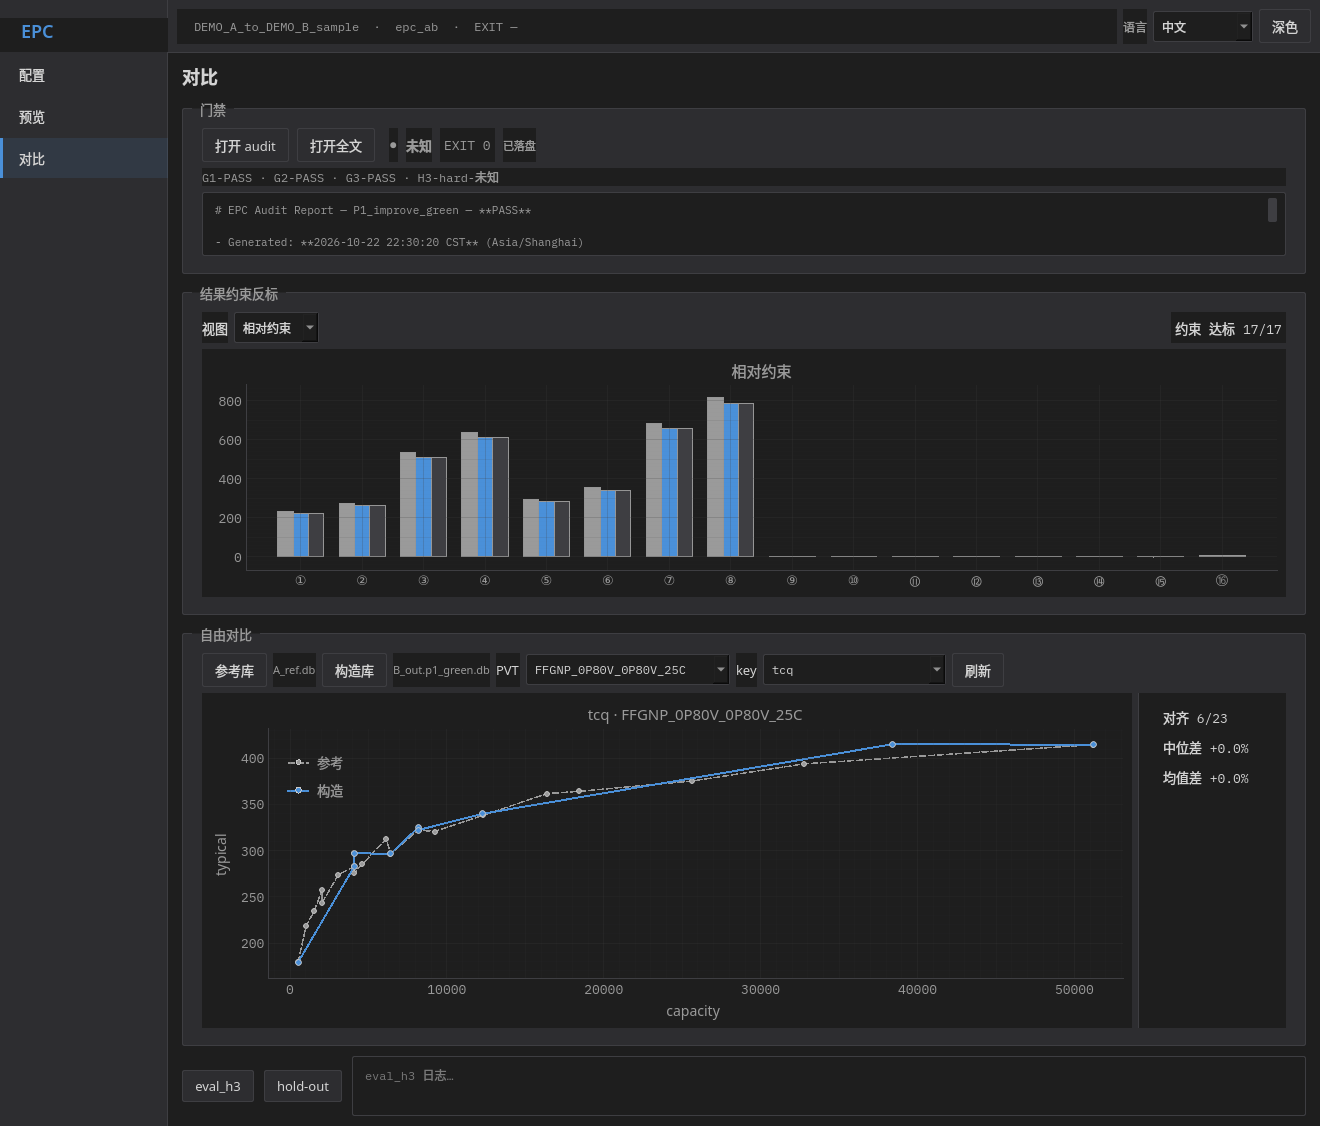 EPC
DEMO_A_to_DEMO_B_sample · epc_ab · EXIT —
语言
中文
深色
配置
预览
对比
对比
门禁
打开 audit
打开全文
● 未知
EXIT 0
已落盘
G1-PASS · G2-PASS · G3-PASS · H3-hard-未知
# EPC Audit Report — P1_improve_green — **PASS**
- Generated: **2026-10-22 22:30:20 CST** (Asia/Shanghai)
结果约束反标
视图
相对约束
约束 达标 17/17
相对约束
800
600
400
200
0
① ② ③ ④ ⑤ ⑥ ⑦ ⑧ ⑨ ⑩ ⑪ ⑫ ⑬ ⑭ ⑮ ⑯
自由对比
参考库
A_ref.db
构造库
B_out.p1_green.db
PVT
FFGNP_0P80V_0P80V_25C
key
tcq
刷新
tcq · FFGNP_0P80V_0P80V_25C
参考
构造
typical
400
350
300
250
200
0 10000 20000 30000 40000 50000
capacity
对齐 6/23
中位差 +0.0%
均值差 +0.0%
eval_h3
hold-out
eval_h3 日志…